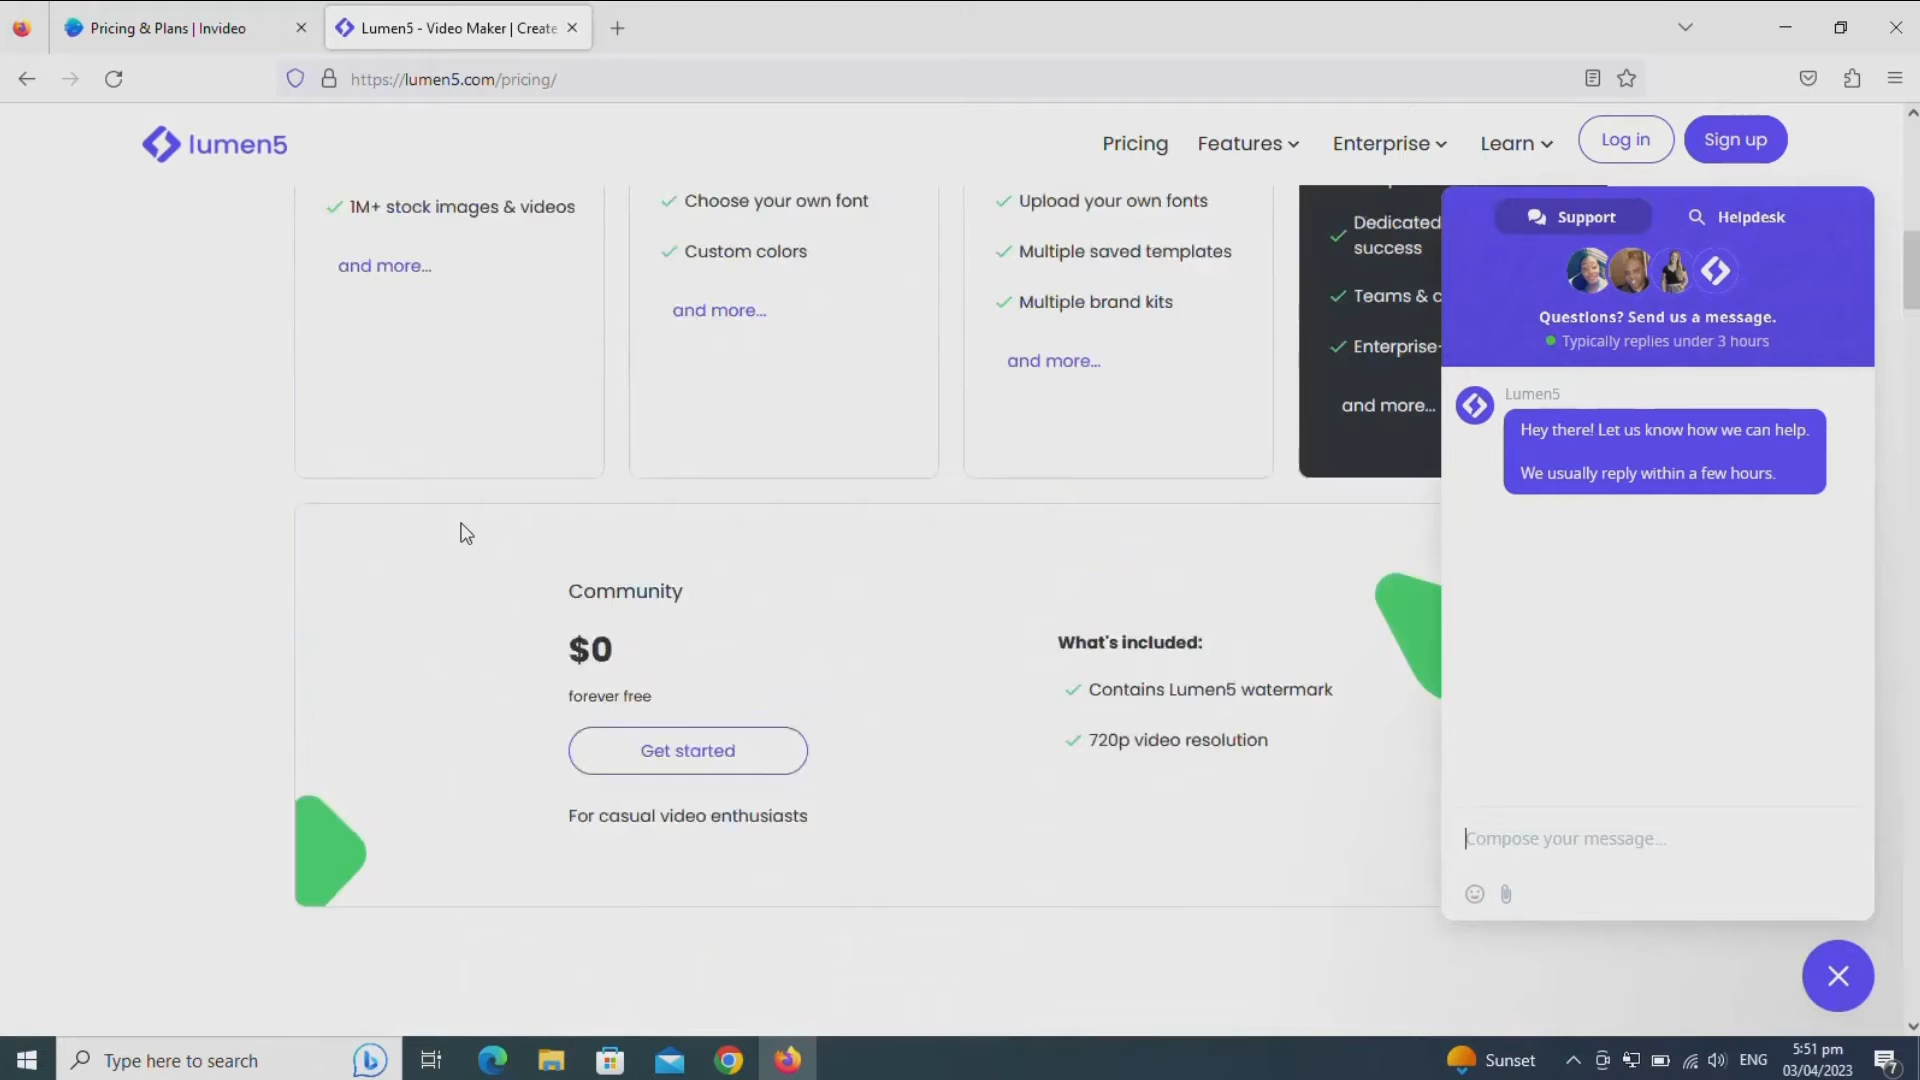 Pricing & Plans | Invideo
Lumen5 - Video Maker | Create
https://lumen5.com/pricing/
lumen5
Pricing
Features
Enterprise
Learn
Log in
Sign up
1M+ stock images & videos
and more...
Choose your own font
Custom colors
and more...
Upload your own fonts
Multiple saved templates
Multiple brand kits
and more...
Dedicated
success
Teams & c
Enterprise-
and more...
Support
Helpdesk
Questions? Send us a message.
Typically replies under 3 hours
Lumen5
Hey there! Let us know how we can help.
We usually reply within a few hours.
Community
$0
forever free
Get started
For casual video enthusiasts
What's included:
Contains Lumen5 watermark
720p video resolution
Compose your message...
Type here to search
Sunset
ENG
5:51 pm
03/04/2023
7